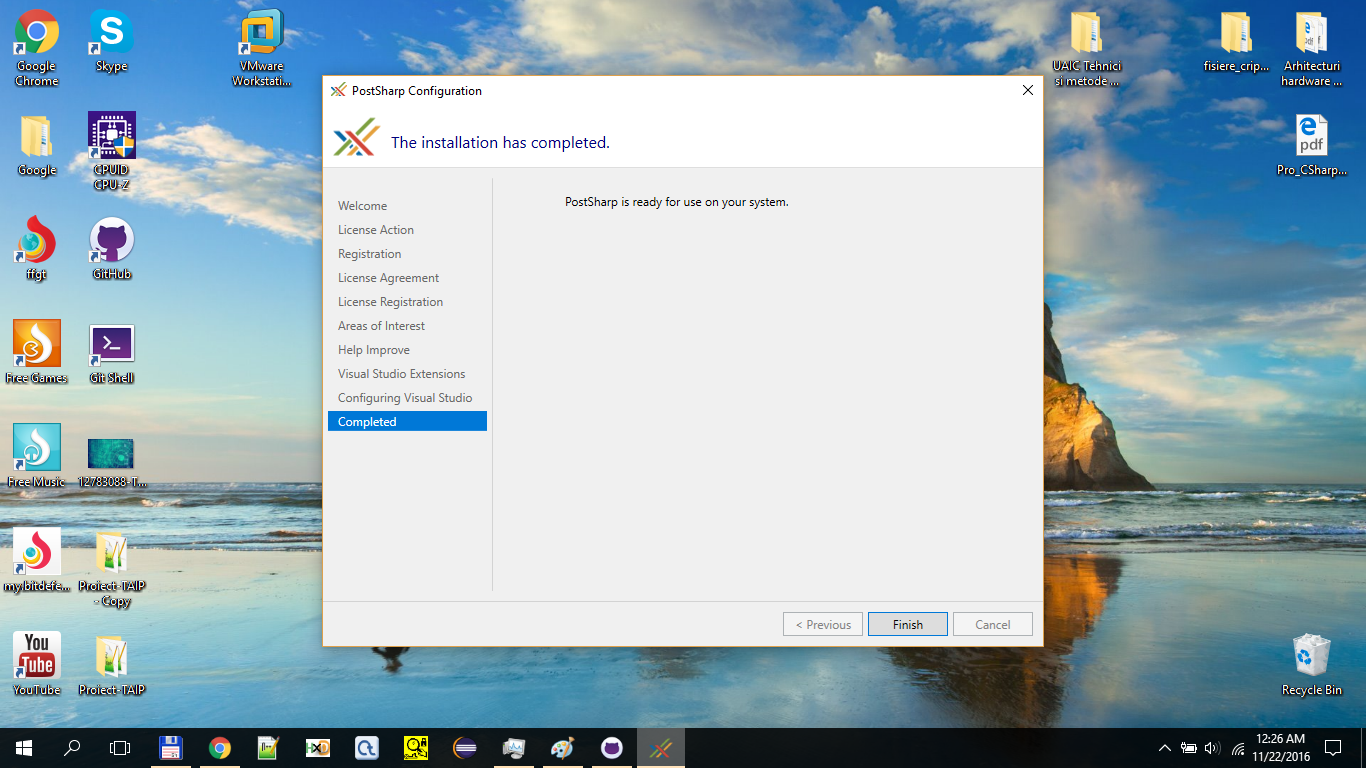 Google
Chrome
Skype
VMware
Workstati...
UAIC Tehnici
si metode ...
fisiere_crip...
Arhitecturi
hardware ...
Google
CPUID
CPU-Z
pdf
Pro_CSharp...
ffgt
GitHub
Free Games
Git Shell
Free Music
12783088-T...
my.bitdefe...
Proiect-TAIP
- Copy
You
Tube
YouTube
Proiect-TAIP
Recycle Bin
PostSharp Configuration
The installation has completed.
Welcome
License Action
Registration
License Agreement
License Registration
Areas of Interest
Help Improve
Visual Studio Extensions
Configuring Visual Studio
Completed
PostSharp is ready for use on your system.
< Previous
Finish
Cancel
12:26 AM
11/22/2016